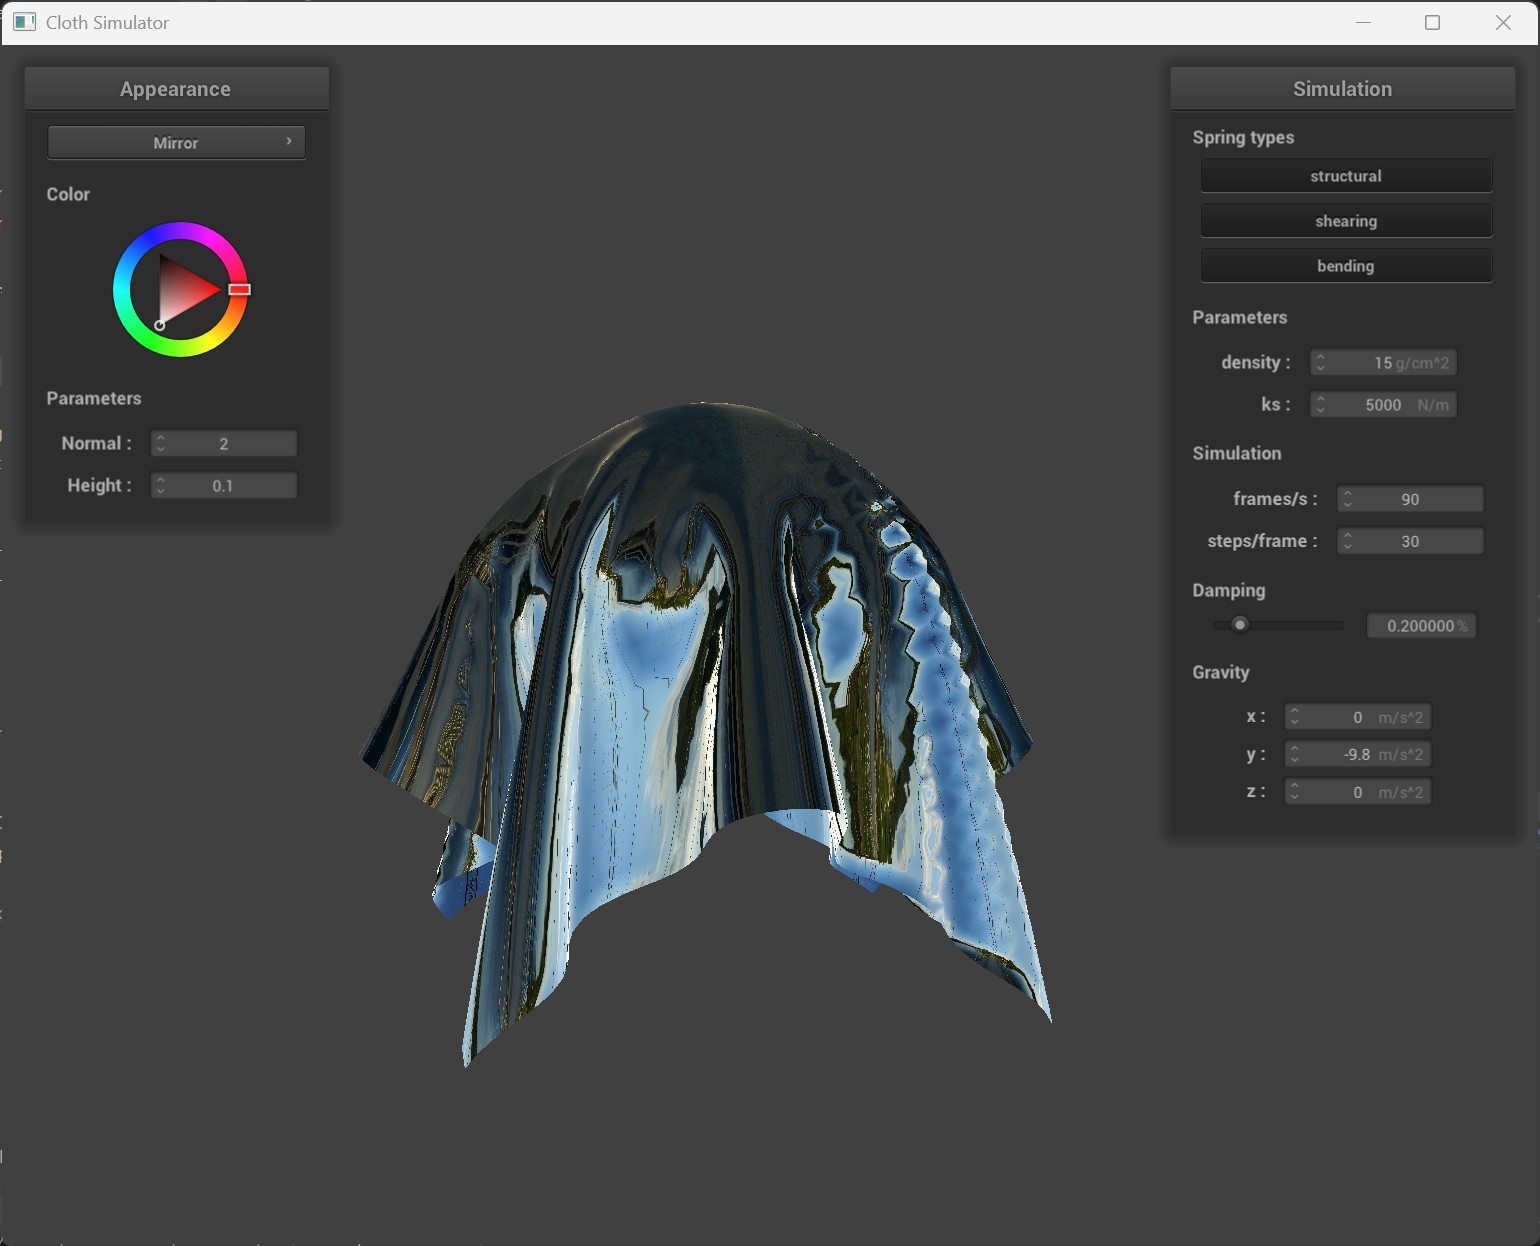 Cloth Simulator
Appearance
Mirror
Color
Parameters
Normal : 2
Height : 0.1
Simulation
Spring types
structural
shearing
bending
Parameters
density : 15 g/cm^2
ks : 5000 N/m
Simulation
frames/s : 90
steps/frame : 30
Damping
0.200000 %
Gravity
x : 0 m/s^2
y : -9.8 m/s^2
z : 0 m/s^2